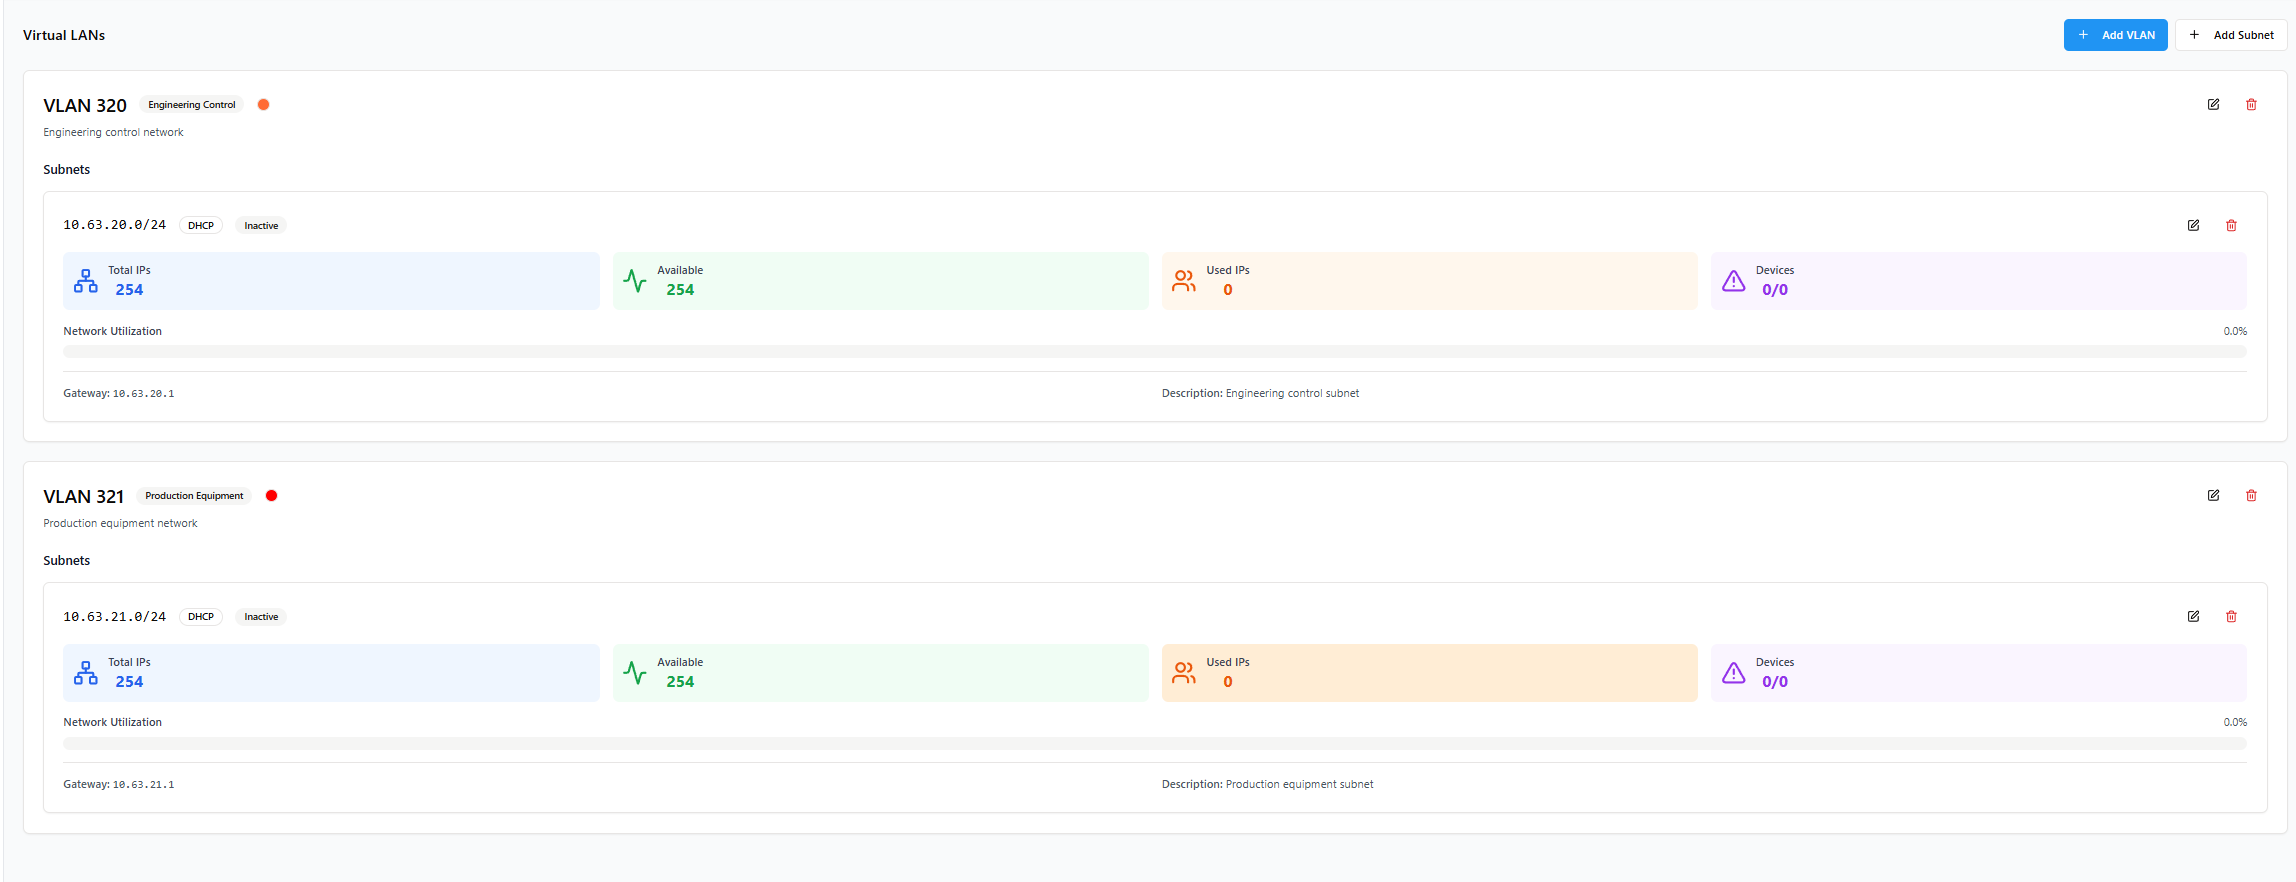 Virtual LANs
Add VLAN
Add Subnet
VLAN 320 Engineering Control
Engineering control network
Subnets
10.63.20.0/24 DHCP Inactive
Total IPs
254
Available
254
Used IPs
0
Devices
0/0
Network Utilization 0.0%
Gateway: 10.63.20.1
Description: Engineering control subnet
VLAN 321 Production Equipment
Production equipment network
Subnets
10.63.21.0/24 DHCP Inactive
Total IPs
254
Available
254
Used IPs
0
Devices
0/0
Network Utilization 0.0%
Gateway: 10.63.21.1
Description: Production equipment subnet